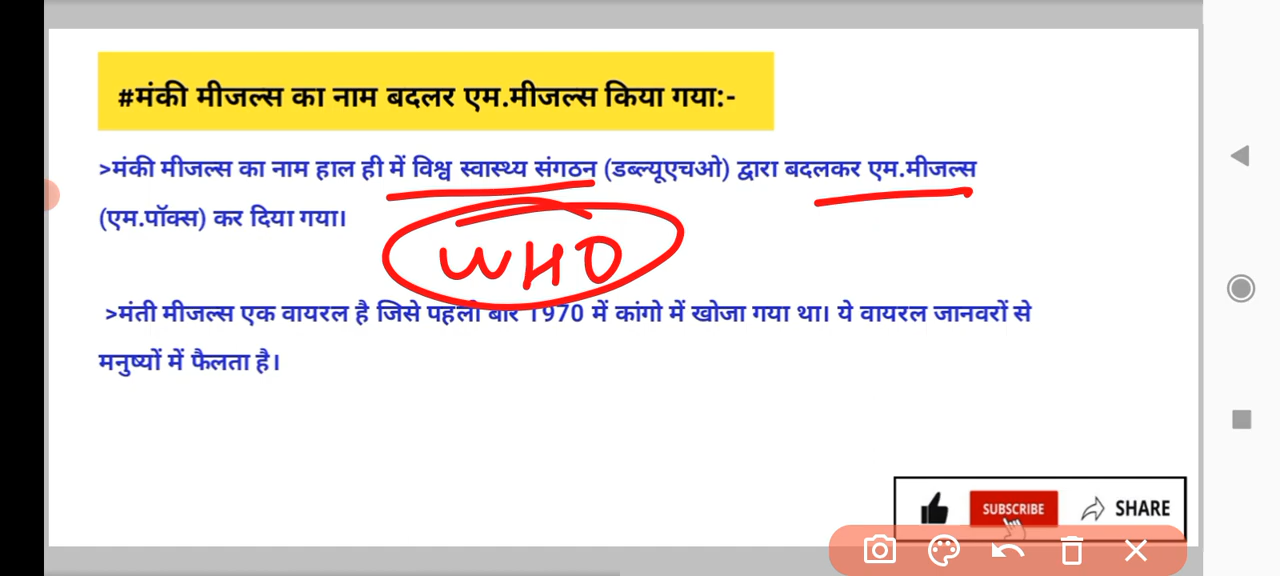 #मंकी मीजल्स का नाम बदलर एम.मीजल्स किया गया:-
>मंकी मीजल्स का नाम हाल ही में विश्व स्वास्थ्य संगठन (डब्ल्यूएचओ) द्वारा बदलकर एम.मीजल्स
(एम.पॉक्स) कर दिया गया।
WHO
>मंती मीजल्स एक वायरल है जिसे पहली बार 1970 में कांगो में खोजा गया था। ये वायरल जानवरों से
मनुष्यों में फैलता है।
SUBSCRIBE SHARE